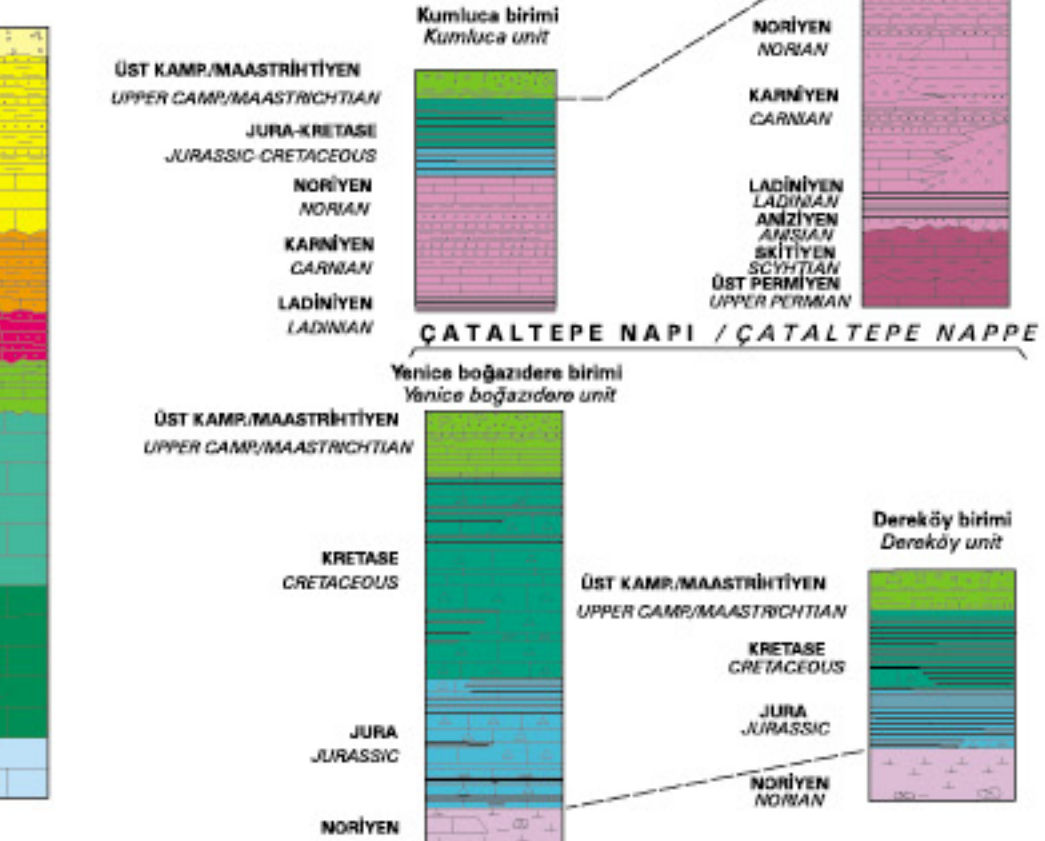 Kumluca birimi
Kumluca unit
ÜST KAMP./MAASTRİHTİYEN
UPPER CAMP./MAASTRICHTIAN
JURA-KRETASE
JURASSIC-CRETACEOUS
NORİYEN
NORIAN
KARNİYEN
CARNIAN
LADİNİYEN
LADINIAN
NORİYEN
NORIAN
KARNİYEN
CARNIAN
LADİNİYEN
LADINIAN
ANİZİYEN
ANISIAN
SKİTİYEN
SCYHTIAN
ÜST PERMİYEN
UPPER PERMIAN
ÇATALTEPE NAPI / ÇATALTEPE NAPPE
Yenice boğazıdere birimi
Yenice boğazıdere unit
ÜST KAMP./MAASTRİHTİYEN
UPPER CAMP./MAASTRICHTIAN
KRETASE
CRETACEOUS
JURA
JURASSIC
NORİYEN
Dereköy birimi
Dereköy unit
ÜST KAMP./MAASTRİHTİYEN
UPPER CAMP./MAASTRICHTIAN
KRETASE
CRETACEOUS
JURA
JURASSIC
NORİYEN
NORIAN